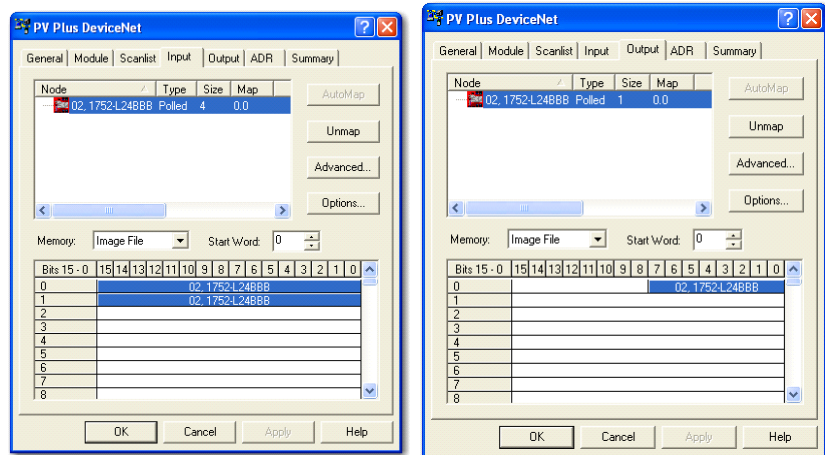 PV Plus DeviceNet
General Module Scanlist Input Output ADR Summary
Node / Type Size Map
02, 1752-L24BBB Polled 4 0.0
AutoMap
Unmap
Advanced...
Options...
Memory: Image File Start Word: 0
Bits 15 - 0 15 14 13 12 11 10 9 8 7 6 5 4 3 2 1 0
0 02, 1752-L24BBB
1 02, 1752-L24BBB
2
3
4
5
6
7
8
OK Cancel Apply Help
PV Plus DeviceNet
General Module Scanlist Input Output ADR Summary
Node / Type Size Map
02, 1752-L24BBB Polled 1 0.0
AutoMap
Unmap
Advanced...
Options...
Memory: Image File Start Word: 0
Bits 15 - 0 15 14 13 12 11 10 9 8 7 6 5 4 3 2 1 0
0 02, 1752-L24BBB
1
2
3
4
5
6
7
8
OK Cancel Apply Help